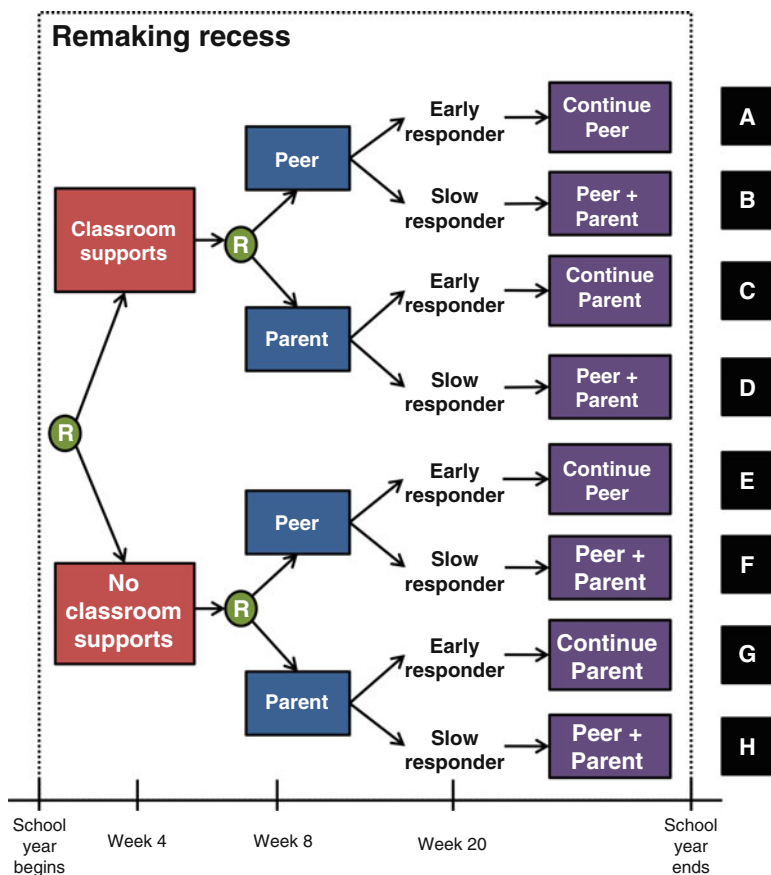 Remaking recess
Early
responder
Continue
Peer
A
Peer
Slow
responder
Peer +
Parent
B
Classroom
supports
R
Early
responder
Continue
Parent
C
Parent
Slow
responder
Peer +
Parent
D
R
Early
responder
Continue
Peer
E
Peer
Slow
responder
Peer +
Parent
F
No
classroom
supports
R
Early
responder
Continue
Parent
G
Parent
Slow
responder
Peer +
Parent
H
School
year
begins
Week 4
Week 8
Week 20
School
year
ends